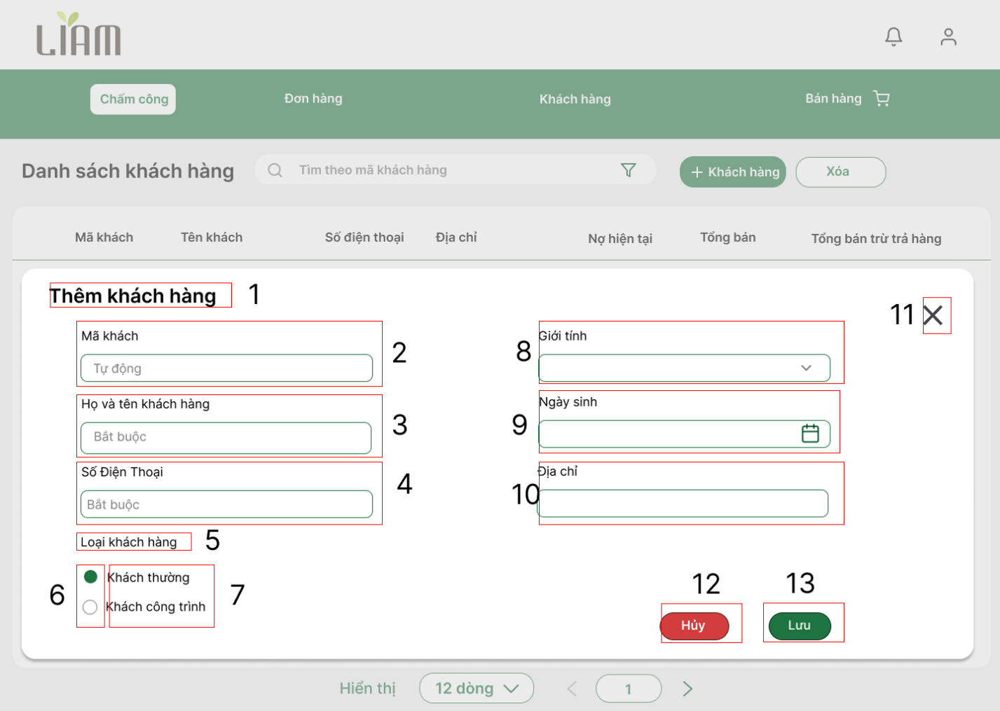 LIAM
Chấm công
Đơn hàng
Khách hàng
Bán hàng
Danh sách khách hàng
Tìm theo mã khách hàng
+ Khách hàng
Xóa
Mã khách
Tên khách
Số điện thoại
Địa chỉ
Nợ hiện tại
Tổng bán
Tổng bán trừ trả hàng
Thêm khách hàng
1
11
Mã khách
Tự động
2
8
Giới tính
Họ và tên khách hàng
Bắt buộc
3
9
Ngày sinh
Số Điện Thoại
Bắt buộc
4
10
Địa chỉ
Loại khách hàng
5
6
Khách thường
Khách công trình
7
12
13
Hủy
Lưu
Hiển thị
12 dòng
1